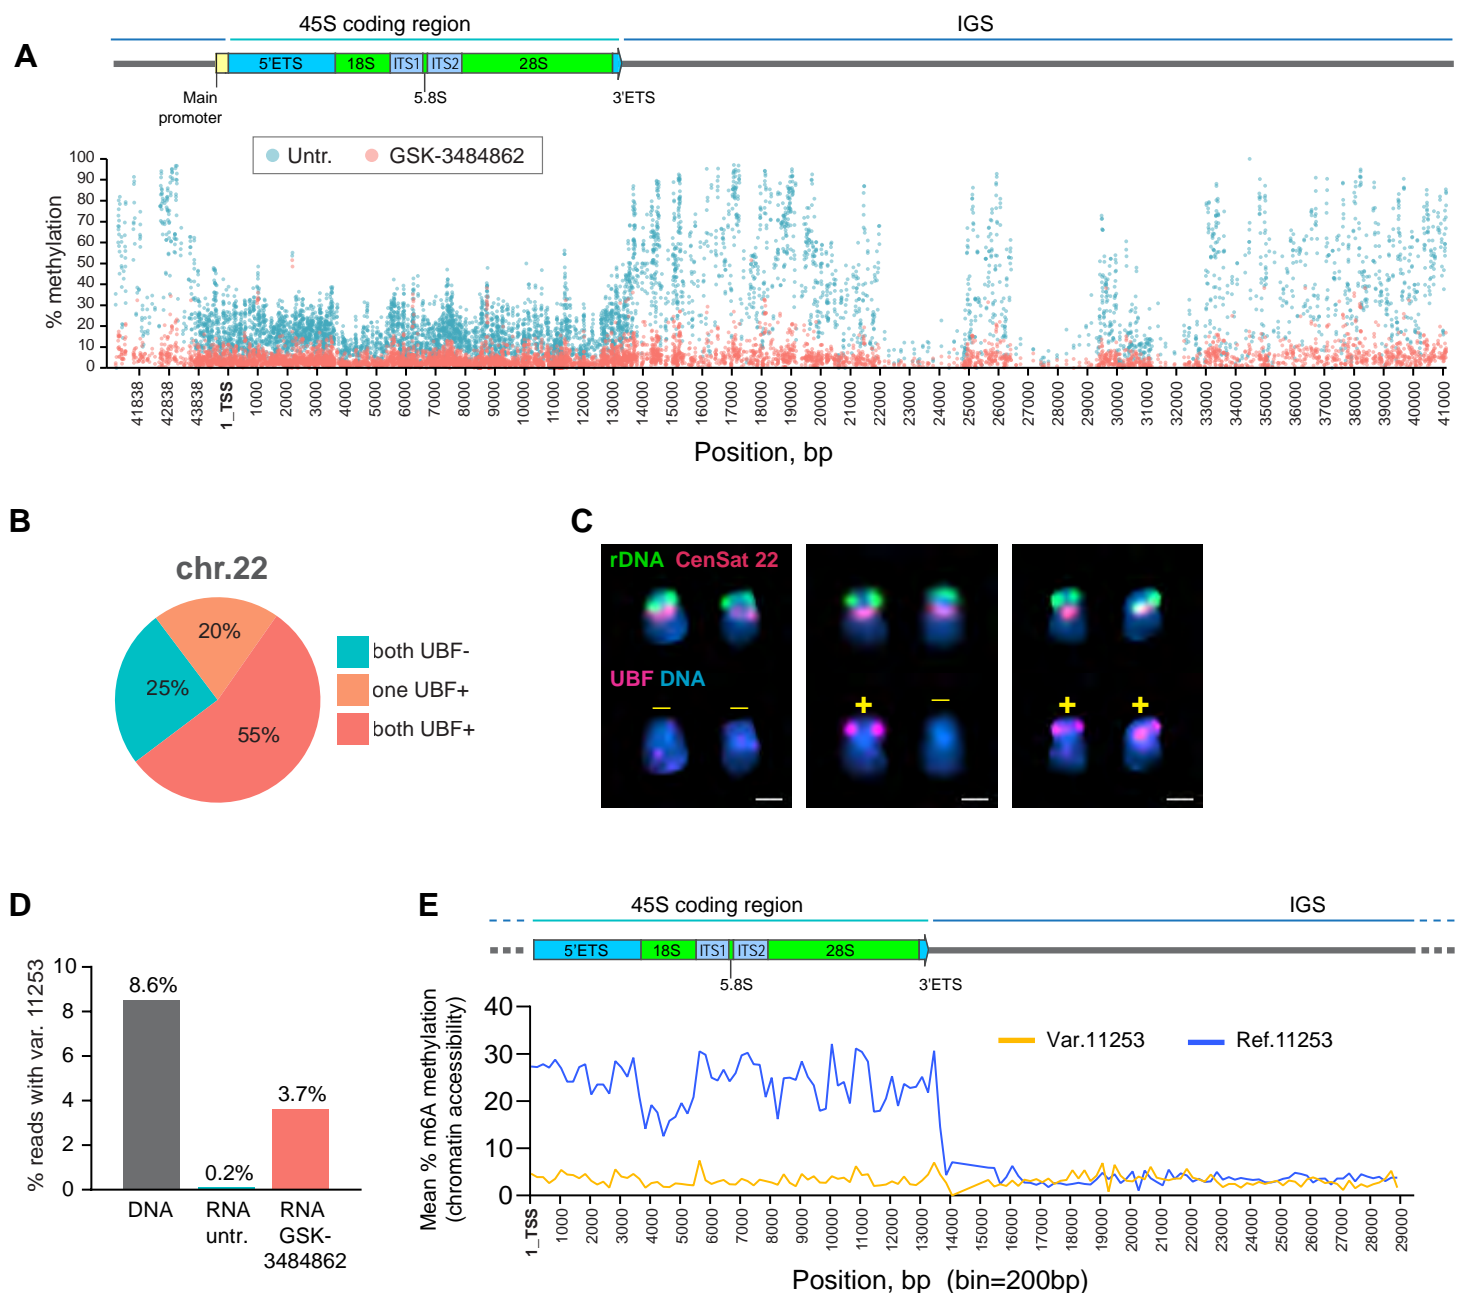 A
45S coding region
IGS
5'ETS
18S
ITS1
ITS2
28S
Main
promoter
5.8S
3'ETS
Untr.
GSK-3484862
% methylation
100
90
80
70
60
50
40
30
20
10
0
41838
42838
43838
1_TSS
1000
2000
3000
4000
5000
6000
7000
8000
9000
10000
11000
12000
13000
14000
15000
16000
17000
18000
19000
20000
21000
22000
23000
24000
25000
26000
27000
28000
29000
30000
31000
32000
33000
34000
35000
36000
37000
38000
39000
40000
41000
Position, bp
B
chr.22
20%
25%
55%
both UBF-
one UBF+
both UBF+
C
rDNA CenSat 22
UBF DNA
– –
+ –
+ +
D
% reads with var. 11253
10
8
6
4
2
0
8.6%
0.2%
3.7%
DNA
RNA
untr.
RNA
GSK-
3484862
E
45S coding region
IGS
5'ETS
18S
ITS1
ITS2
28S
5.8S
3'ETS
Mean % m6A methylation
(chromatin accessibility)
40
30
20
10
0
Var.11253
Ref.11253
1_TSS
1000
2000
3000
4000
5000
6000
7000
8000
9000
10000
11000
12000
13000
14000
15000
16000
17000
18000
19000
20000
21000
22000
23000
24000
25000
26000
27000
28000
29000
Position, bp (bin=200bp)